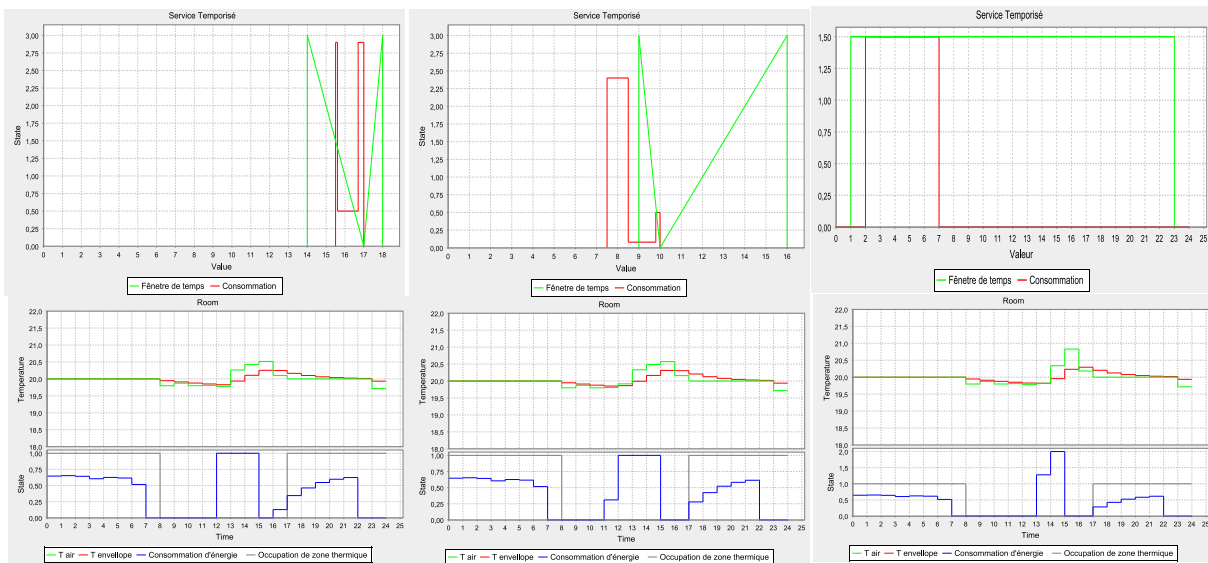 Service Temporisé
3,00
2,75
2,50
2,25
2,00
1,75
1,50
1,25
1,00
0,75
0,50
0,25
0,00
State
0 1 2 3 4 5 6 7 8 9 10 11 12 13 14 15 16 17 18
Value
Fênetre de temps Consommation
Service Temporisé
3,00
2,75
2,50
2,25
2,00
1,75
1,50
1,25
1,00
0,75
0,50
0,25
0,00
State
0 1 2 3 4 5 6 7 8 9 10 11 12 13 14 15 16
Value
Fênetre de temps Consommation
Service Temporisé
1,50
1,25
1,00
0,75
0,50
0,25
0,00
State
0 1 2 3 4 5 6 7 8 9 10 11 12 13 14 15 16 17 18 19 20 21 22 23 24 25
Valeur
Fênetre de temps Consommation
Room
22,0
21,5
21,0
20,5
20,0
19,5
19,0
18,5
18,0
Temperature
1,00
0,75
0,50
0,25
0,00
State
0 1 2 3 4 5 6 7 8 9 10 11 12 13 14 15 16 17 18 19 20 21 22 23 24 25
Time
T air T envellope Consommation d'énergie Occupation de zone thermique
Room
22,0
21,5
21,0
20,5
20,0
19,5
19,0
18,5
18,0
Temperature
1,00
0,75
0,50
0,25
0,00
State
0 1 2 3 4 5 6 7 8 9 10 11 12 13 14 15 16 17 18 19 20 21 22 23 24 25
Time
T air T envellope Consommation d'énergie Occupation de zone thermique
Room
22,0
21,5
21,0
20,5
20,0
19,5
19,0
18,5
18,0
Temperature
2,0
1,5
1,0
0,5
0,0
State
0 1 2 3 4 5 6 7 8 9 10 11 12 13 14 15 16 17 18 19 20 21 22 23 24 25
Time
T air T envellope Consommation d'énergie Occupation de zone thermique